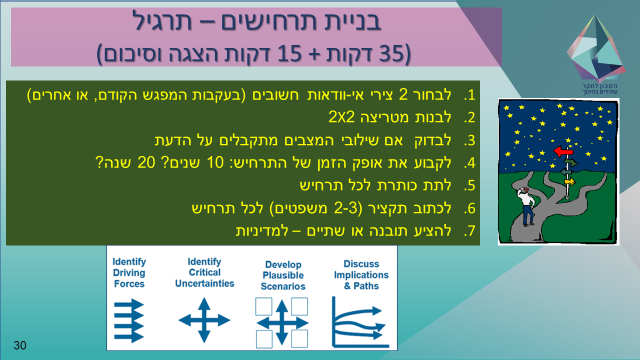 בניית תרחישים – תרגיל
(35 דקות + 15 דקות הצגה וסיכום)
המכון לחקר
עתידים בחינוך
1. לבחור 2 צירי אי-וודאות חשובים (בעקבות המפגש הקודם, או אחרים)
2. לבנות מטריצה 2X2
3. לבדוק אם שילובי המצבים מתקבלים על הדעת
4. לקבוע את אופק הזמן של התרחיש: 10 שנים? 20 שנה?
5. לתת כותרת לכל תרחיש
6. לכתוב תקציר (2-3 משפטים) לכל תרחיש
7. להציע תובנה או שתיים – למדיניות
Identify
Driving
Forces
Identify
Critical
Uncertainties
Develop
Plausible
Scenarios
Discuss
Implications
& Paths
30